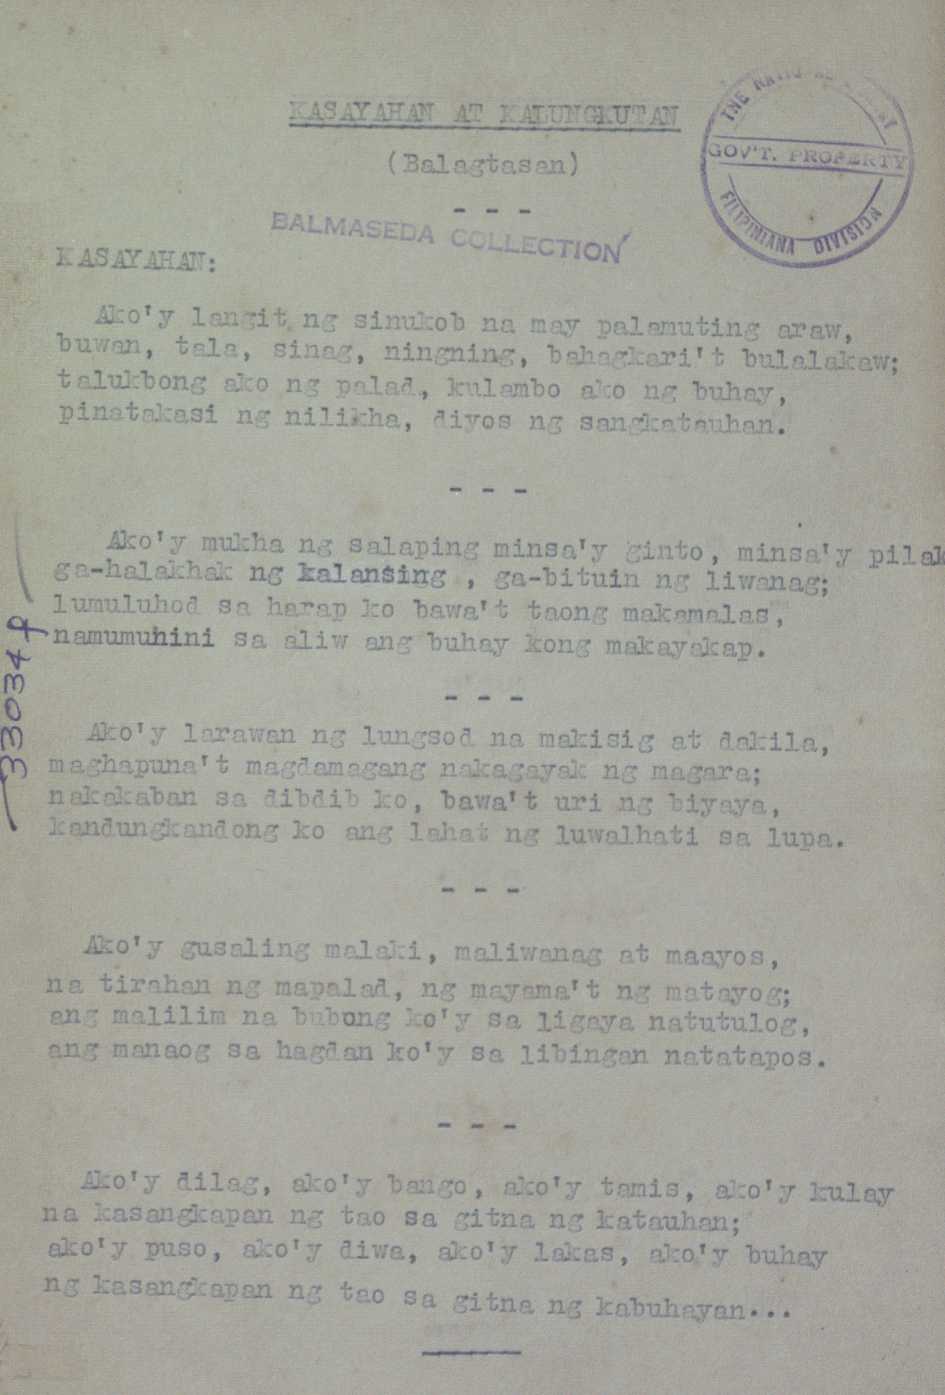 KASAYAHAN AT KALUNGKUTAN
(Balagtasan)
- - -
THE NATIONAL LIBRARY
GOV'T. PROPERTY
FILIPINIANA DIVISION
BALMASEDA COLLECTION
KASAYAHAN:
Ako'y langit ng sinukob na may palamuting araw,
buwan, tala, sinag, ningning, bahagkari't bulalakaw;
talukbong ako ng palad, kulambo ako ng buhay,
pinatakasi ng nilikha, diyos ng sangkatauhan.
- - -
Ako'y mukha ng salaping minsa'y ginto, minsa'y pilak
ga-halakhak ng kalansing , ga-bituin ng liwanag;
lumuluhod sa harap ko bawa't taong makamalas,
namumuhini sa aliw ang buhay kong makayakap.
- - -
Ako'y larawan ng lungsod na makisig at dakila,
maghapuna't magdamagang nakagayak ng magara;
nakakaban sa dibdib ko, bawa't uri ng biyaya,
kandungkandong ko ang lahat ng luwalhati sa lupa.
- - -
Ako'y gusaling malaki, maliwanag at maayos,
na tirahan ng mapalad, ng mayama't ng matayog;
ang malilim na bubong ko'y sa ligaya natutulog,
ang manaog sa hagdan ko'y sa libingan natatapos.
- - -
Ako'y dilag, ako'y bango, ako'y tamis, ako'y kulay
na kasangkapan ng tao sa gitna ng katauhan;
ako'y puso, ako'y diwa, ako'y lakas, ako'y buhay
ng kasangkapan ng tao sa gitna ng kabuhayan...
33034